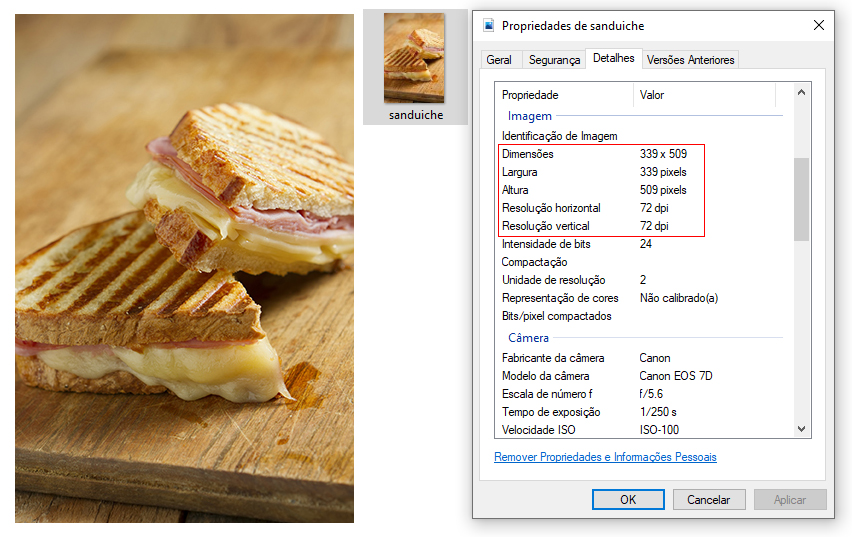 sanduiche
Propriedades de sanduiche
Geral Segurança Detalhes Versões Anteriores
Propriedade Valor
Imagem
Identificação de Imagem
Dimensões 339 x 509
Largura 339 pixels
Altura 509 pixels
Resolução horizontal 72 dpi
Resolução vertical 72 dpi
Intensidade de bits 24
Compactação
Unidade de resolução 2
Representação de cores Não calibrado(a)
Bits/pixel compactados
Câmera
Fabricante da câmera Canon
Modelo da câmera Canon EOS 7D
Escala de número f f/5.6
Tempo de exposição 1/250 s
Velocidade ISO ISO-100
Remover Propriedades e Informações Pessoais
OK Cancelar Aplicar